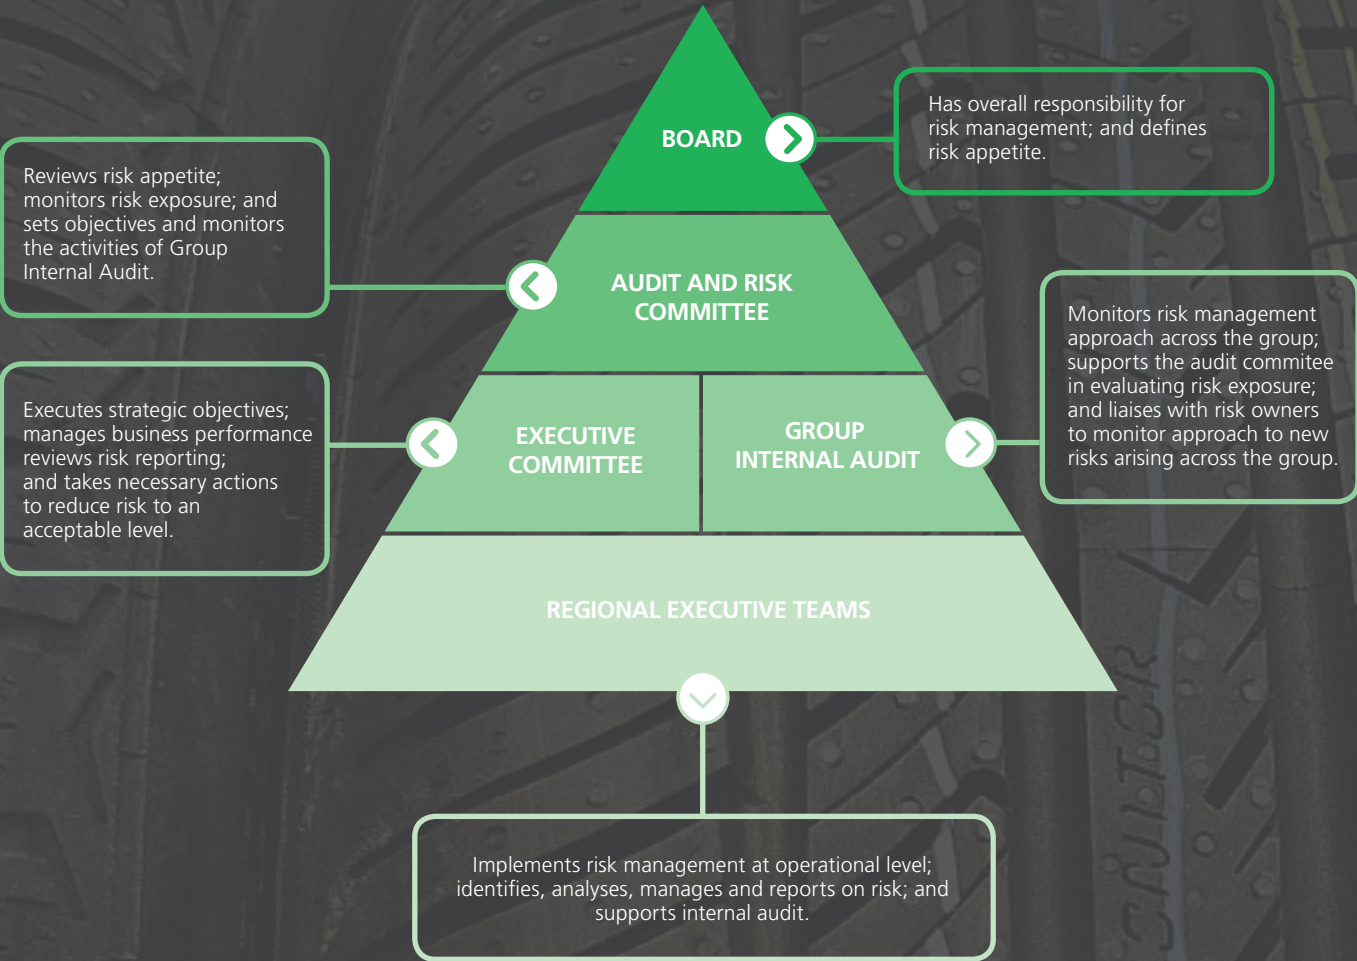 BOARD
Has overall responsibility for
risk management; and defines
risk appetite.
Reviews risk appetite;
monitors risk exposure; and
sets objectives and monitors
the activities of Group
Internal Audit.
AUDIT AND RISK
COMMITTEE
Monitors risk management
approach across the group;
supports the audit commitee
in evaluating risk exposure;
and liaises with risk owners
to monitor approach to new
risks arising across the group.
Executes strategic objectives;
manages business performance
reviews risk reporting;
and takes necessary actions
to reduce risk to an
acceptable level.
EXECUTIVE
COMMITTEE
GROUP
INTERNAL AUDIT
REGIONAL EXECUTIVE TEAMS
Implements risk management at operational level;
identifies, analyses, manages and reports on risk; and
supports internal audit.